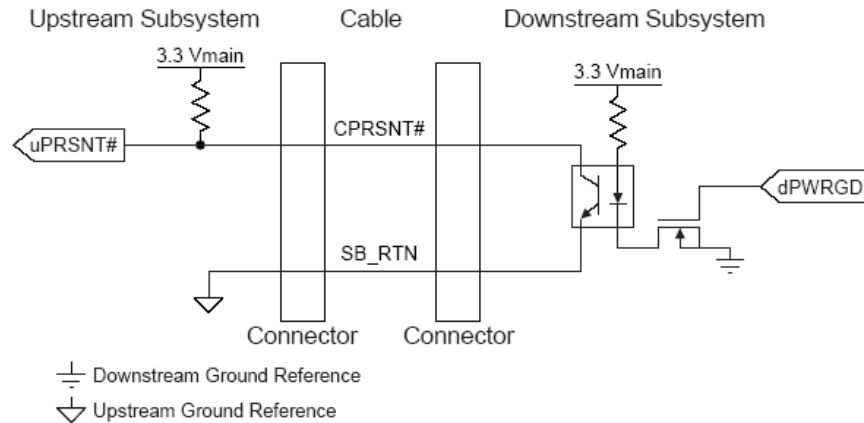 Upstream Subsystem
Cable
Downstream Subsystem
3.3 Vmain
3.3 Vmain
uPRSNT#
CPRSNT#
dPWRGD
SB_RTN
Connector
Connector
Downstream Ground Reference
Upstream Ground Reference